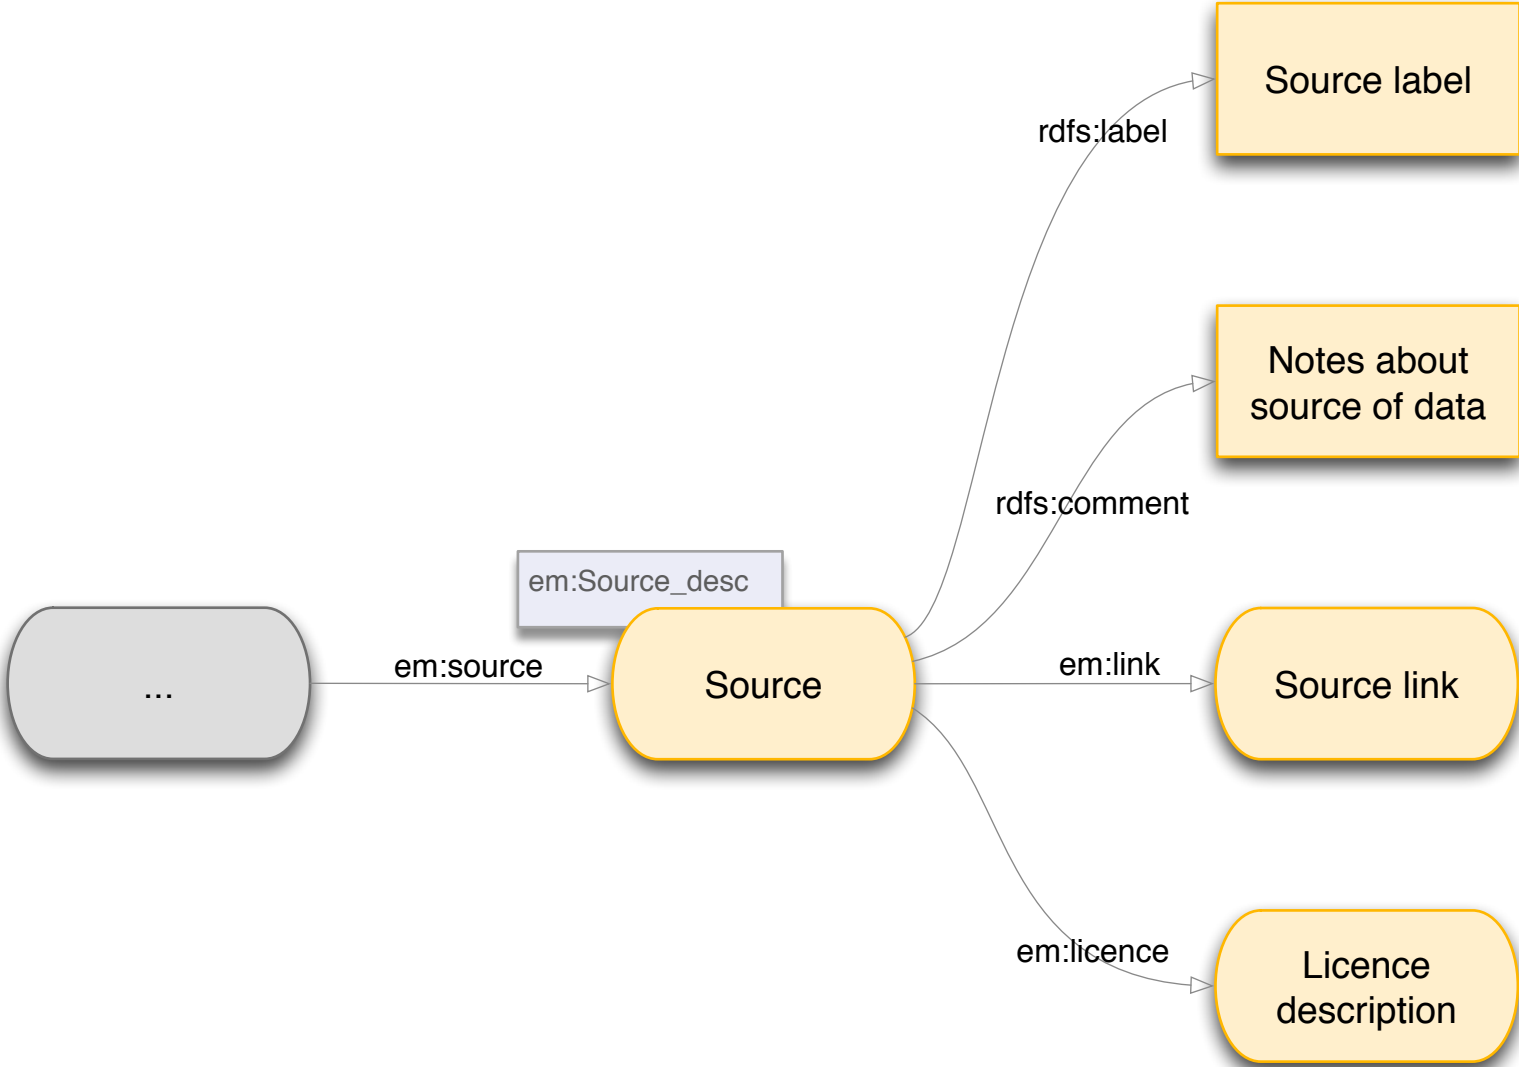 Source label
rdfs:label
Notes about
source of data
rdfs:comment
em:Source_desc
...
em:source
Source
em:link
Source link
em:licence
Licence
description